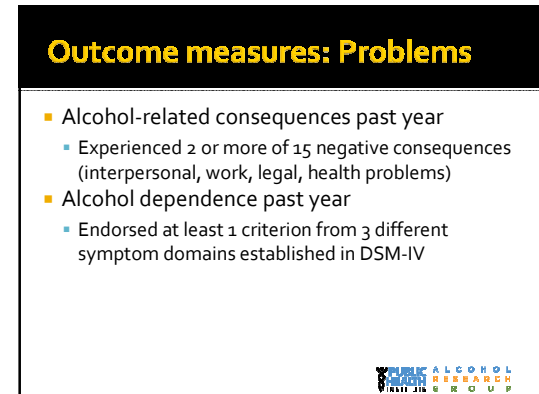 Outcome measures: Problems
Alcohol-related consequences past year
Experienced 2 or more of 15 negative consequences
(interpersonal, work, legal, health problems)
Alcohol dependence past year
Endorsed at least 1 criterion from 3 different
symptom domains established in DSM-IV
PUBLIC ALCOHOL
HEALTH RESEARCH
GROUP